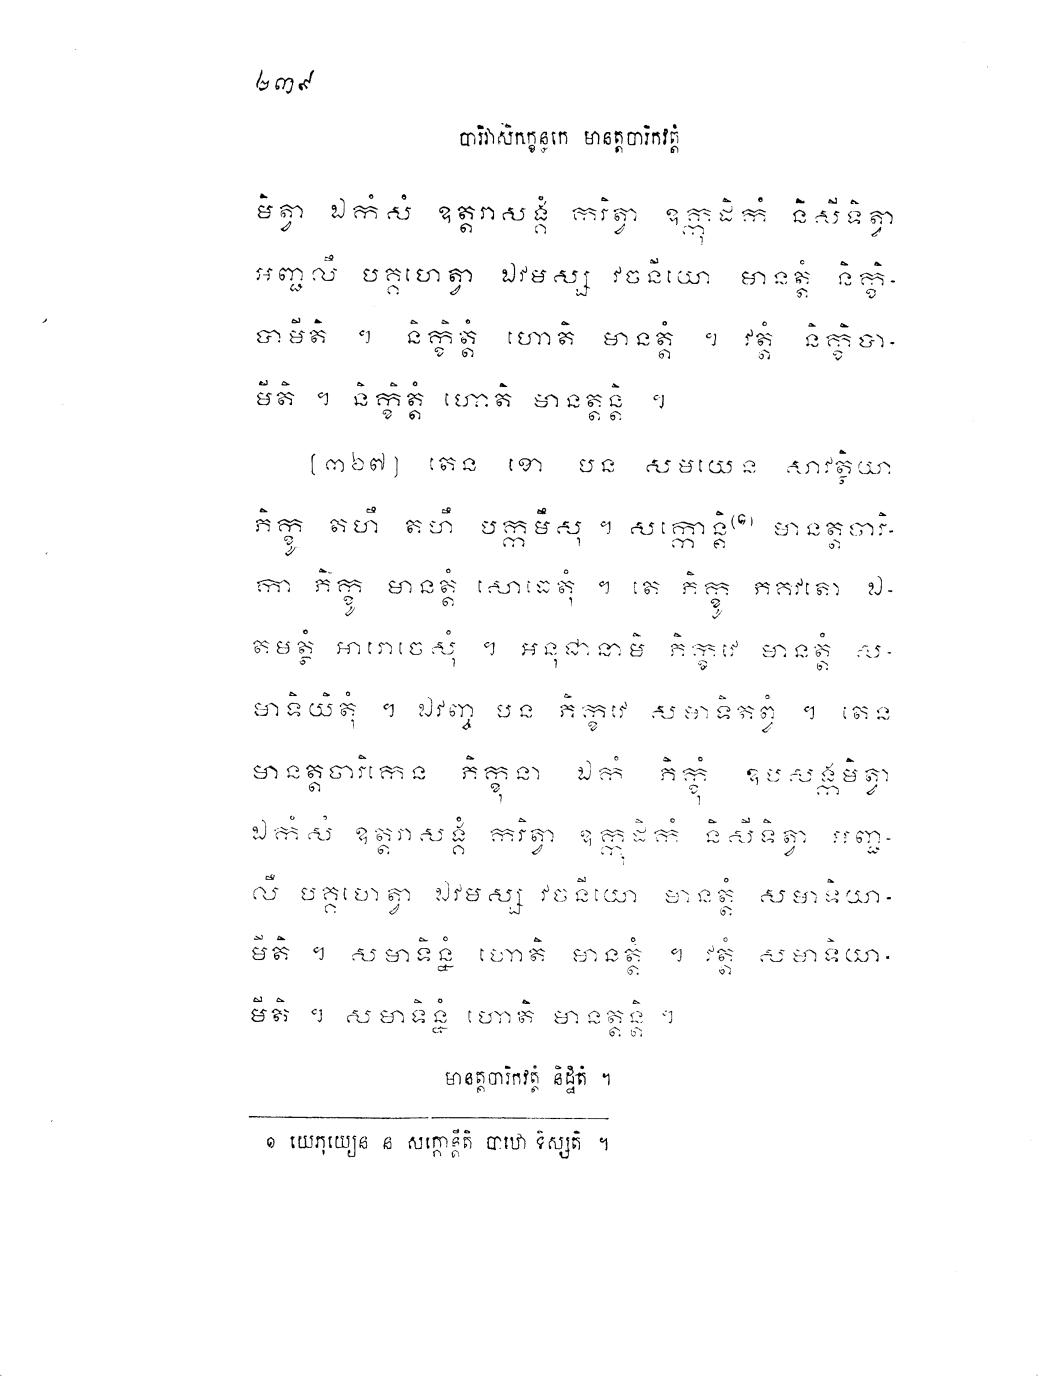 ២៣៩
បារិវាសិកក្ខន្ធកេ មានត្តចារិកវត្តំ
មិត្វា ឯកំសំ ឧត្តរាសង្គំ ករិត្វា ឧក្កុដិកំ និសីទិត្វា
អញ្ជលឹ បគ្គហេត្វា ឯវមស្ស វចនីយោ មានត្តំ និក្ខិ-
បាមីតិ ។ និក្ខិត្តំ ហោតិ មានត្តំ ។ វត្តំ និក្ខិបា-
មីតិ ។ និក្ខិត្តំ ហោតិ មានត្តន្តិ ។
[៣៦៧] តេន ខោ បន សមយេន សាវត្ថិយា
ភិក្ខូ តហឹ តហឹ បក្កមឹសុ ។ សក្កោន្តិ(១) មានត្តចារិ-
កា ភិក្ខូ មានត្តំ សោធេតុំ ។ តេ ភិក្ខូ ភគវតោ ឯ-
តមត្ថំ អារោចេសុំ ។ អនុជានាមិ ភិក្ខវេ មានត្តំ ស-
មាទិយិតុំ ។ ឯវញ្ច បន ភិក្ខវេ សមាទិតព្វំ ។ តេន
មានត្តចារិកេន ភិក្ខុនា ឯកំ ភិក្ខុំ ឧបសង្កមិត្វា
ឯកំសំ ឧត្តរាសង្គំ ករិត្វា ឧក្កុដិកំ និសីទិត្វា អញ្ជ-
លឹ បគ្គហេត្វា ឯវមស្ស វចនីយោ មានត្តំ សមាទិយា-
មីតិ ។ សមាទិន្នំ ហោតិ មានត្តំ ។ វត្តំ សមាទិយា-
មីតិ ។ សមាទិន្នំ ហោតិ មានត្តន្តិ ។
មានត្តចារិកវត្តំ និដ្ឋិតំ ។
១ យេភុយ្យេន ន សក្កោន្តីតិ បាឋោ ទិស្សតិ ។